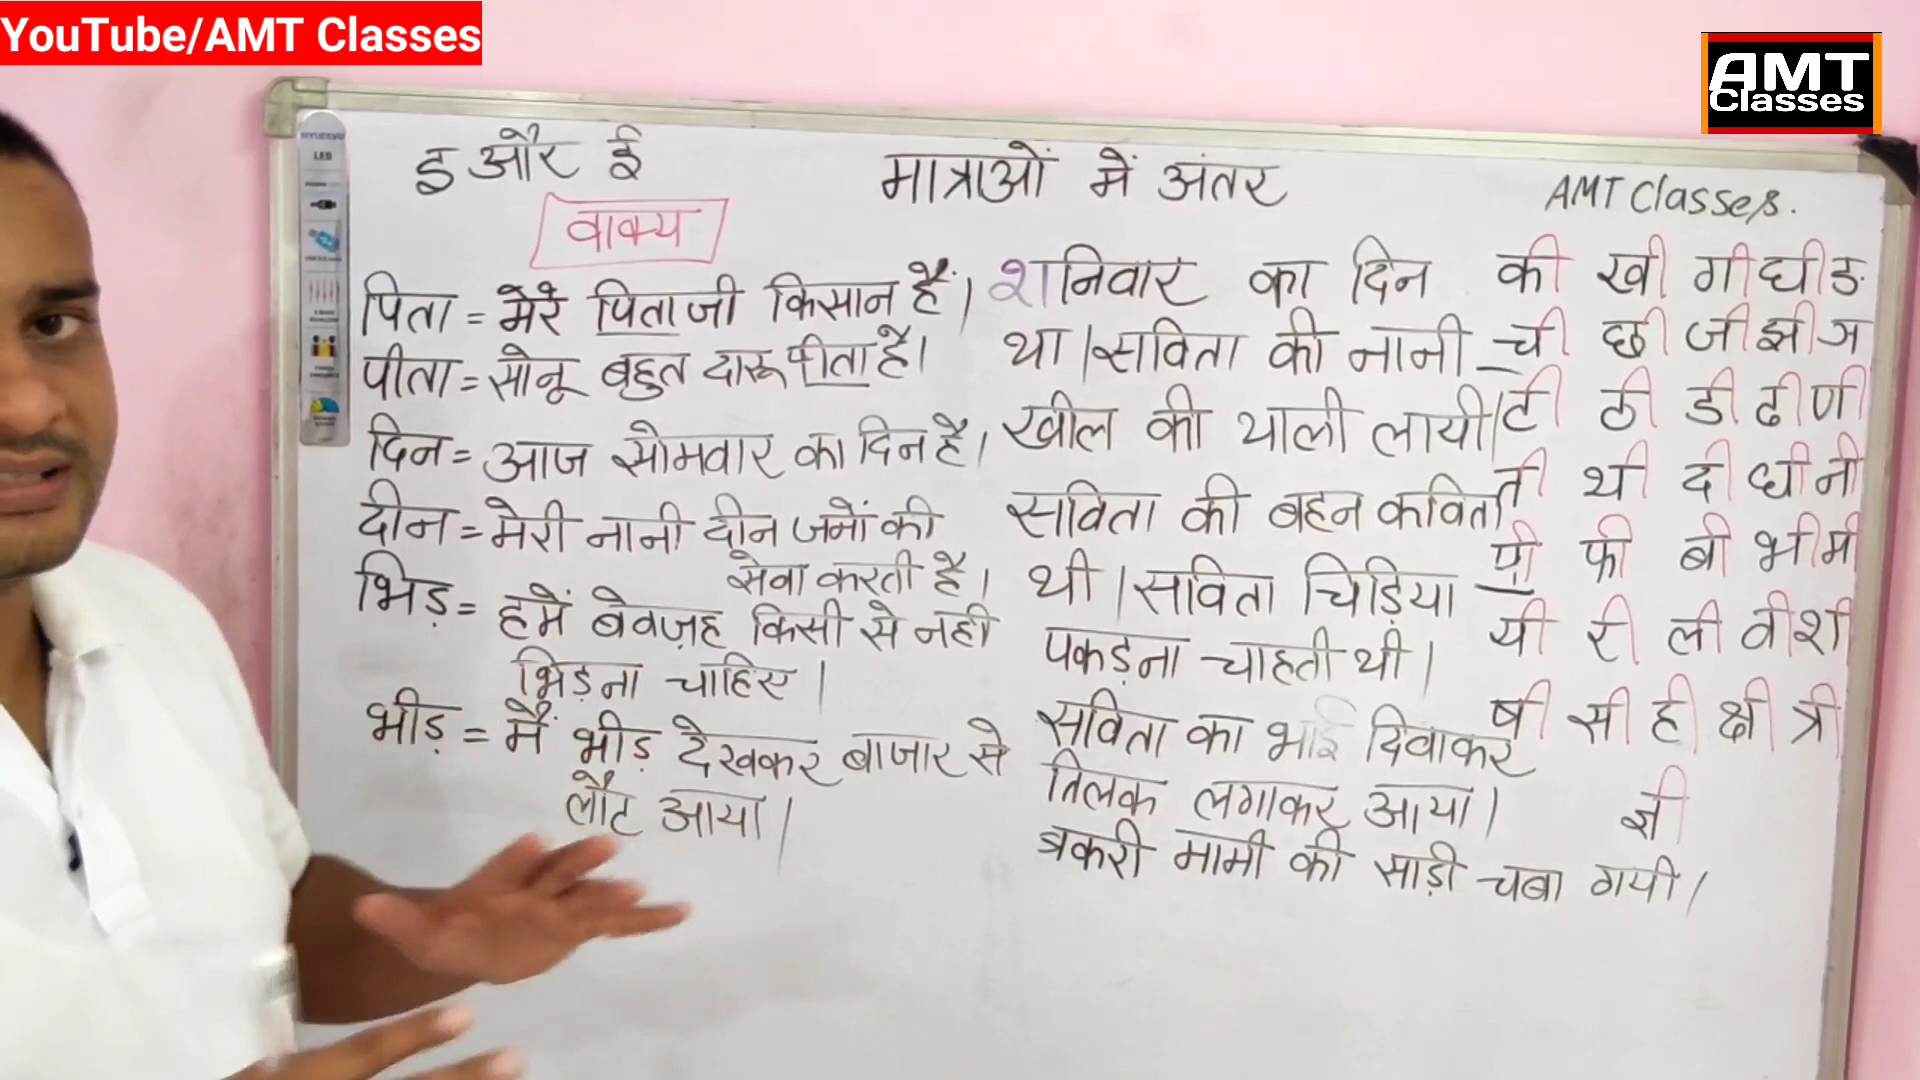 YouTube/AMT Classes
AMT
Classes
इ और ई
मात्राओं में अंतर
AMT Classes.
वाक्य
पिता = मेरे पिताजी किसान हैं।
पीता = सोनू बहुत दारू पीता है।
दिन = आज सोमवार का दिन है।
दीन = मेरी नानी दीन जनों की
सेवा करती है।
भिड़ = हमें बेवज़ह किसी से नही
भिड़ना चाहिए।
भीड़ = मैं भीड़ देखकर बाजार से
लौट आया।
शनिवार का दिन
था। सविता की नानी
खील की थाली लायी।
सविता की बहन कविता
थी। सविता चिड़िया
पकड़ना चाहती थी।
सविता का भाई दिवाकर
तिलक लगाकर आया।
बकरी मामी की साड़ी चबा गयी।
की खी गी घी ङ
ची छी जी झी ञ
टी ठी डी ढी णी
ती थी दी धी नी
पी फी बी भी मी
यी री ली वी शी
षी सी ही क्षी त्री
ज्ञी